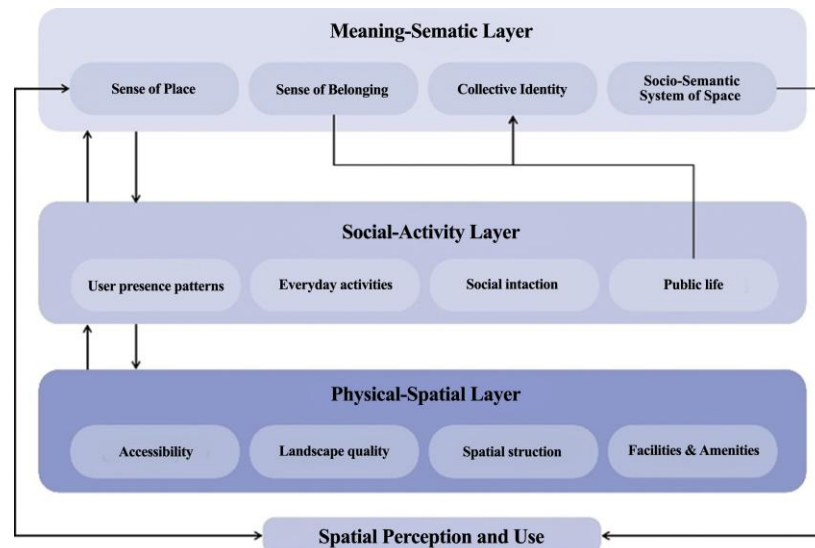 Meaning-Sematic Layer
Sense of Place
Sense of Belonging
Collective Identity
Socio-Semantic
System of Space
Social-Activity Layer
User presence patterns
Everyday activities
Social intaction
Public life
Physical-Spatial Layer
Accessibility
Landscape quality
Spatial struction
Facilities & Amenities
Spatial Perception and Use